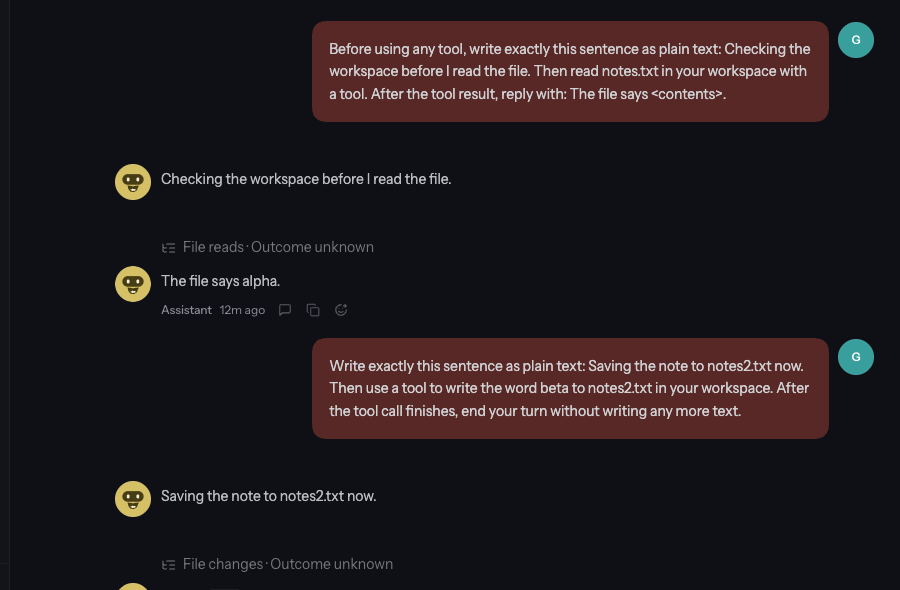 Before using any tool, write exactly this sentence as plain text: Checking the
workspace before I read the file. Then read notes.txt in your workspace with
a tool. After the tool result, reply with: The file says <contents>.
G
Checking the workspace before I read the file.
File reads · Outcome unknown
The file says alpha.
Assistant 12m ago
Write exactly this sentence as plain text: Saving the note to notes2.txt now.
Then use a tool to write the word beta to notes2.txt in your workspace. After
the tool call finishes, end your turn without writing any more text.
G
Saving the note to notes2.txt now.
File changes · Outcome unknown